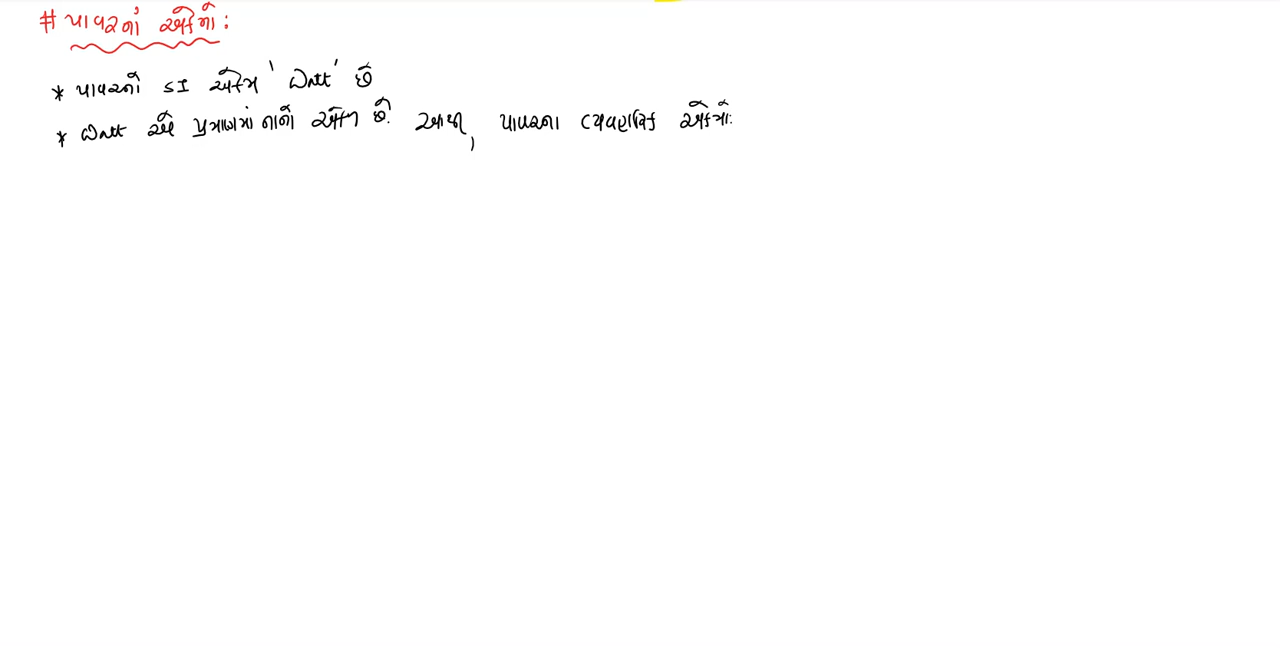 # પાવરનાં એકમો :
* પાવરનો SI એકમ 'Watt' છે
* Watt એ પ્રમાણમાં નાનો એકમ છે. આથી, પાવરના વ્યવહારિક એકમો: